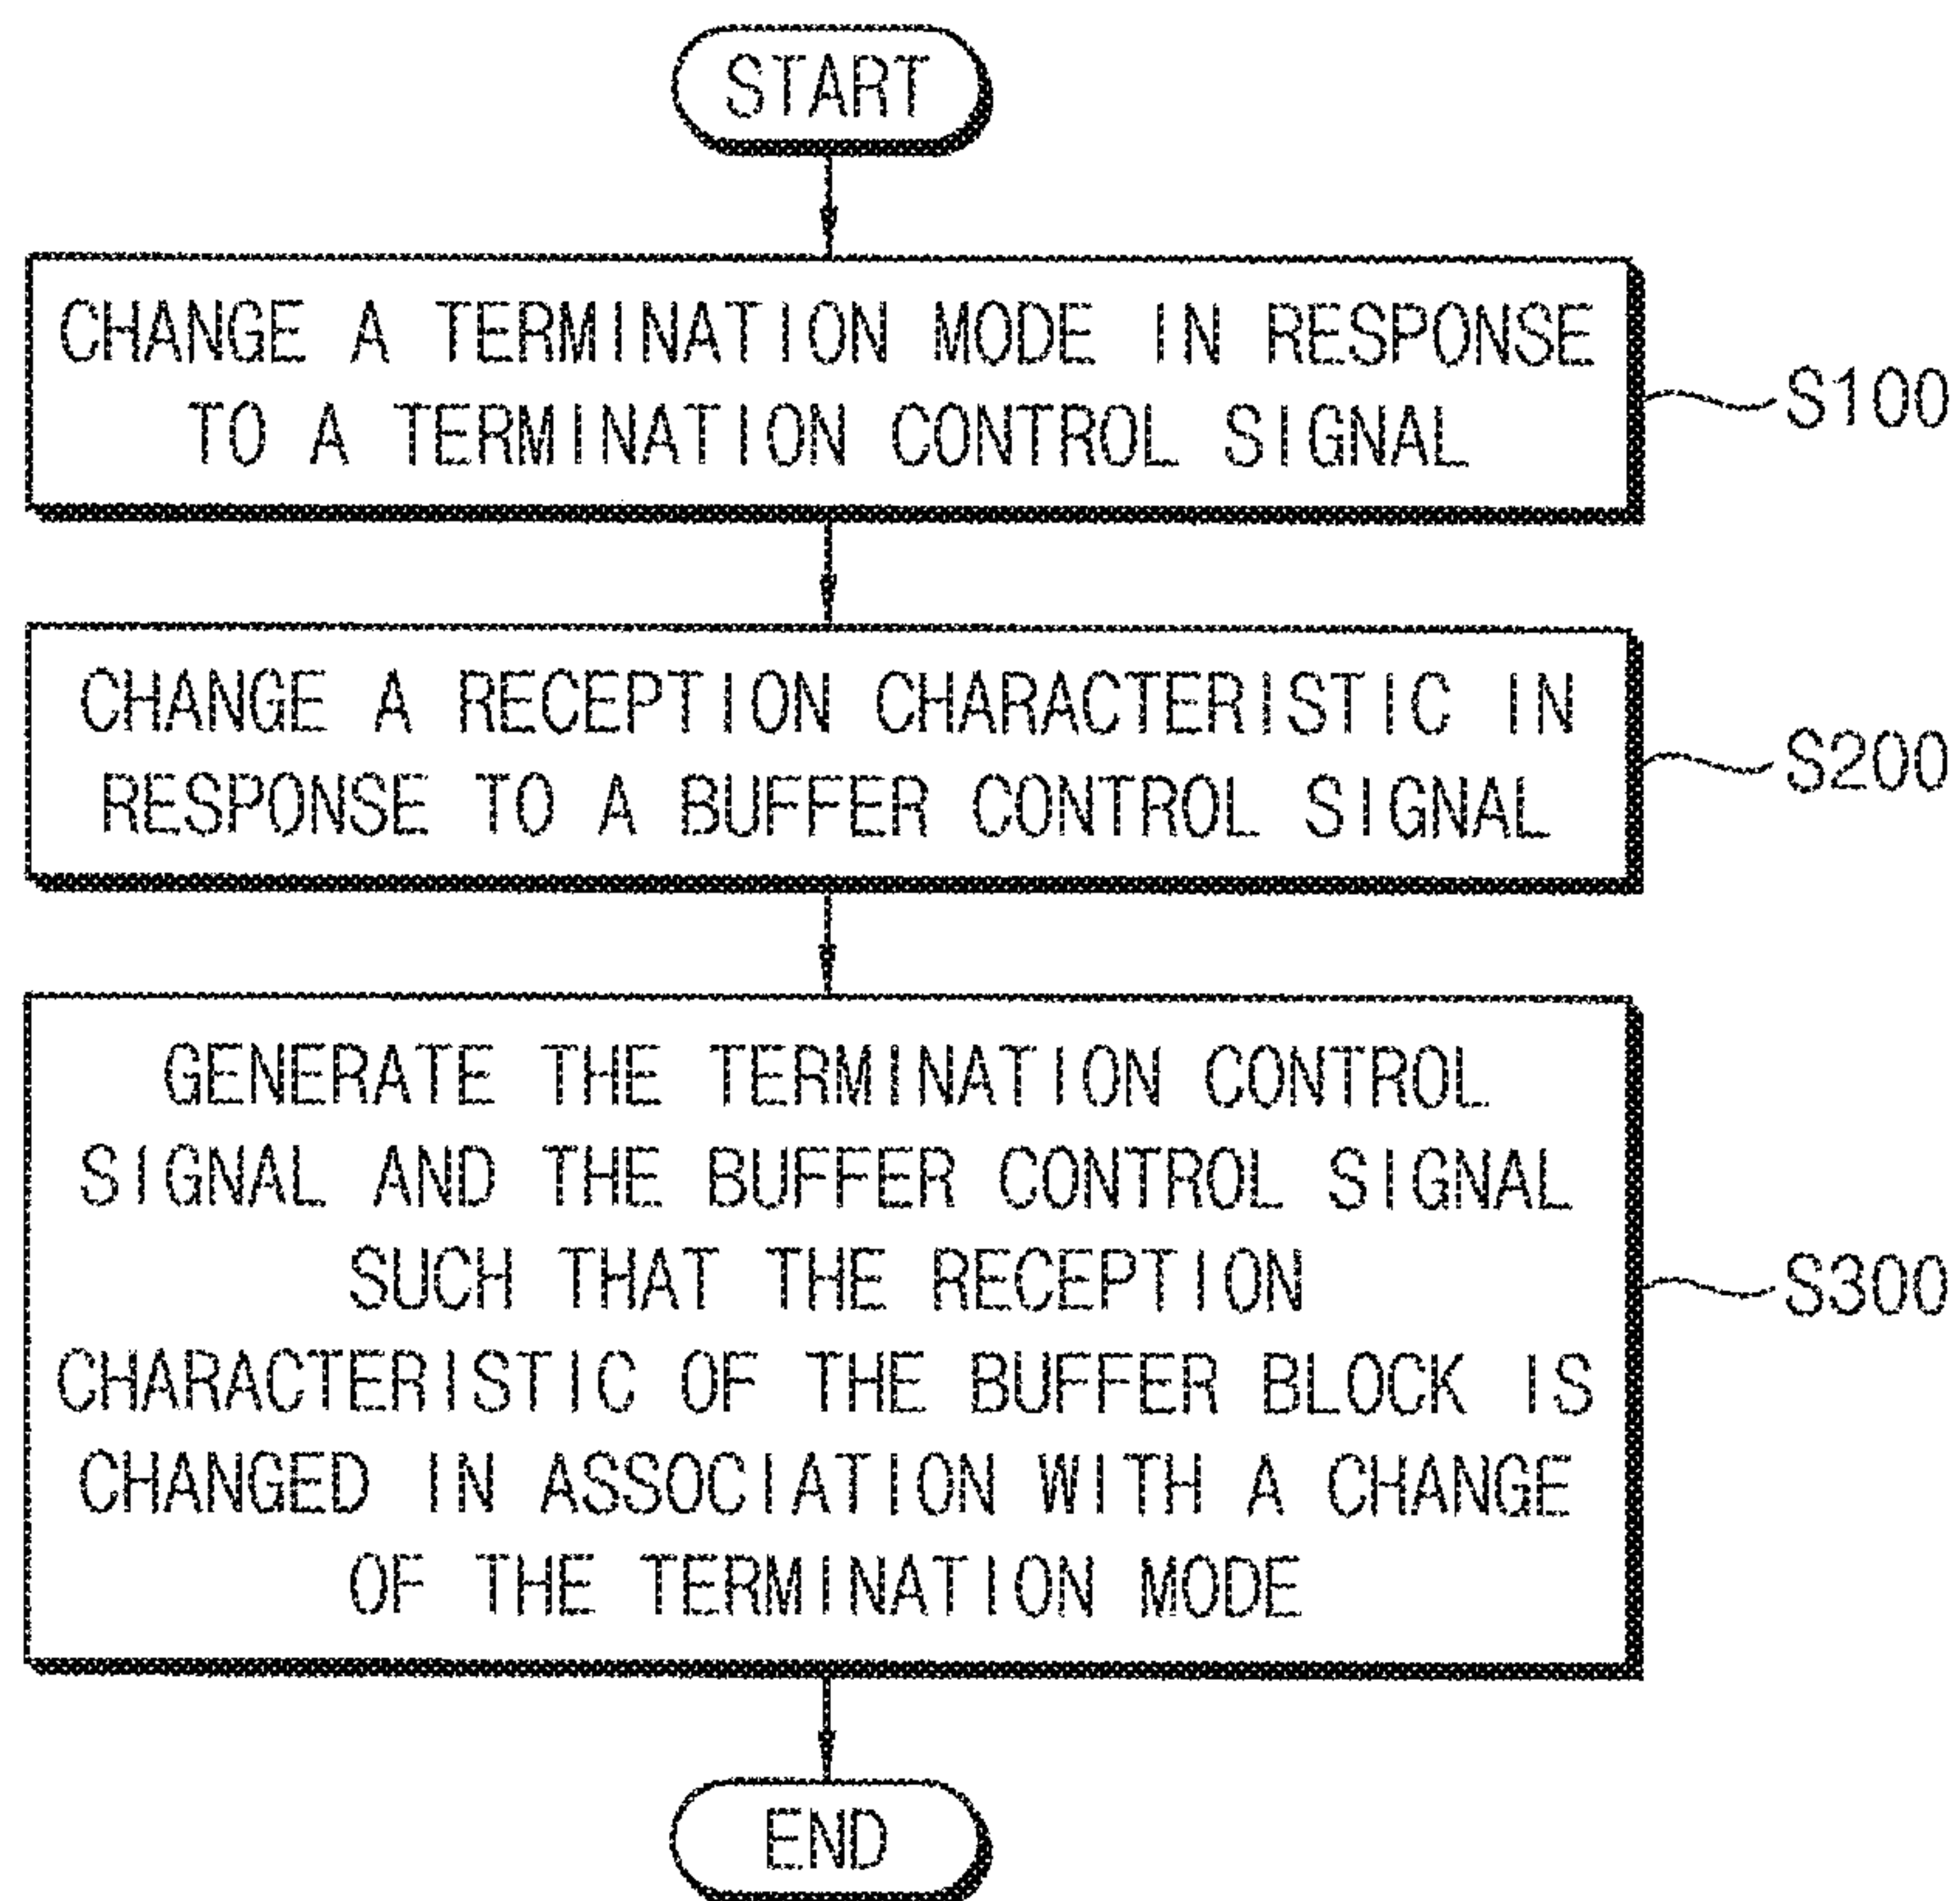 START
CHANGE A TERMINATION MODE IN RESPONSE
TO A TERMINATION CONTROL SIGNAL
S100
CHANGE A RECEPTION CHARACTERISTIC IN
RESPONSE TO A BUFFER CONTROL SIGNAL
S200
GENERATE THE TERMINATION CONTROL
SIGNAL AND THE BUFFER CONTROL SIGNAL
SUCH THAT THE RECEPTION
CHARACTERISTIC OF THE BUFFER BLOCK IS
CHANGED IN ASSOCIATION WITH A CHANGE
OF THE TERMINATION MODE
S300
END